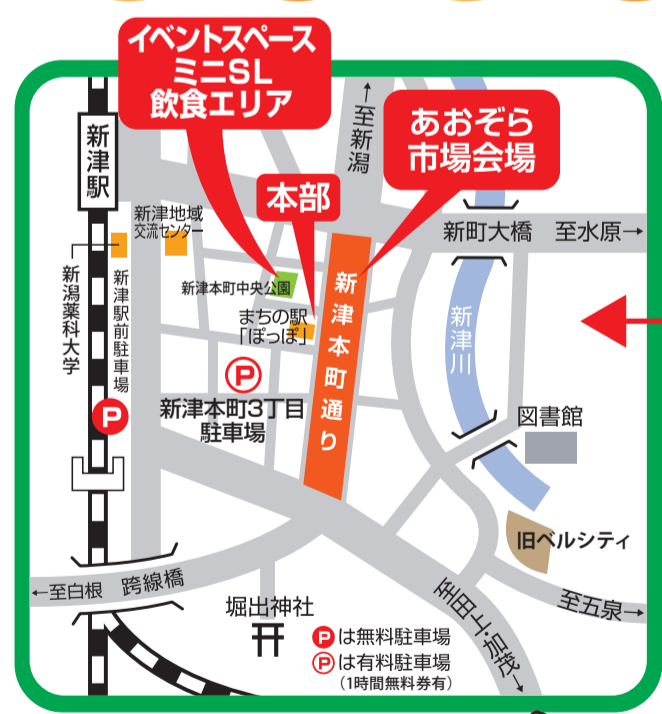 イベントスペース
ミニSL
飲食エリア
あおぞら
市場会場
本部
←至新潟
新津駅
新津地域
交流センター
新町大橋
至水原→
新潟薬科大学
新津駅前駐車場
P
新津本町中央公園
まちの駅
「ぽっぽ」
新津本町通り
新津川
P
新津本町3丁目
駐車場
図書館
旧ベルシティ
←至白根
跨線橋
堀出神社
至五泉→
至田上・加茂→
Pは無料駐車場
Pは有料駐車場
(1時間無料券有)